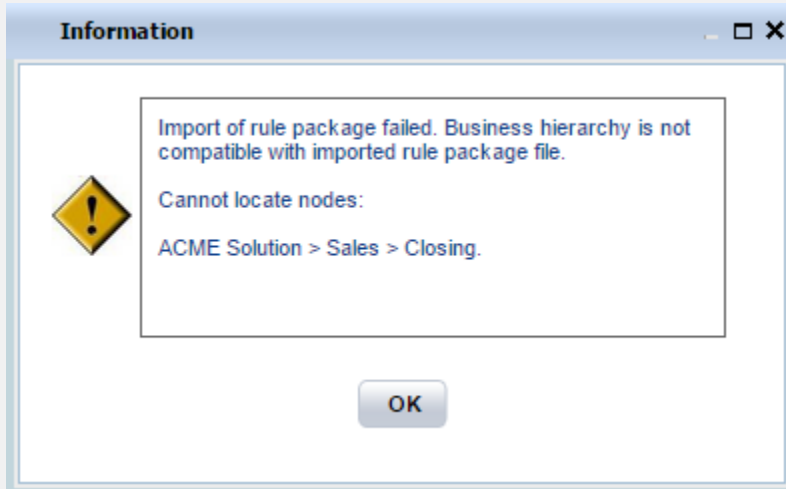 Information
Import of rule package failed. Business hierarchy is not
compatible with imported rule package file.
Cannot locate nodes:
ACME Solution > Sales > Closing.
OK